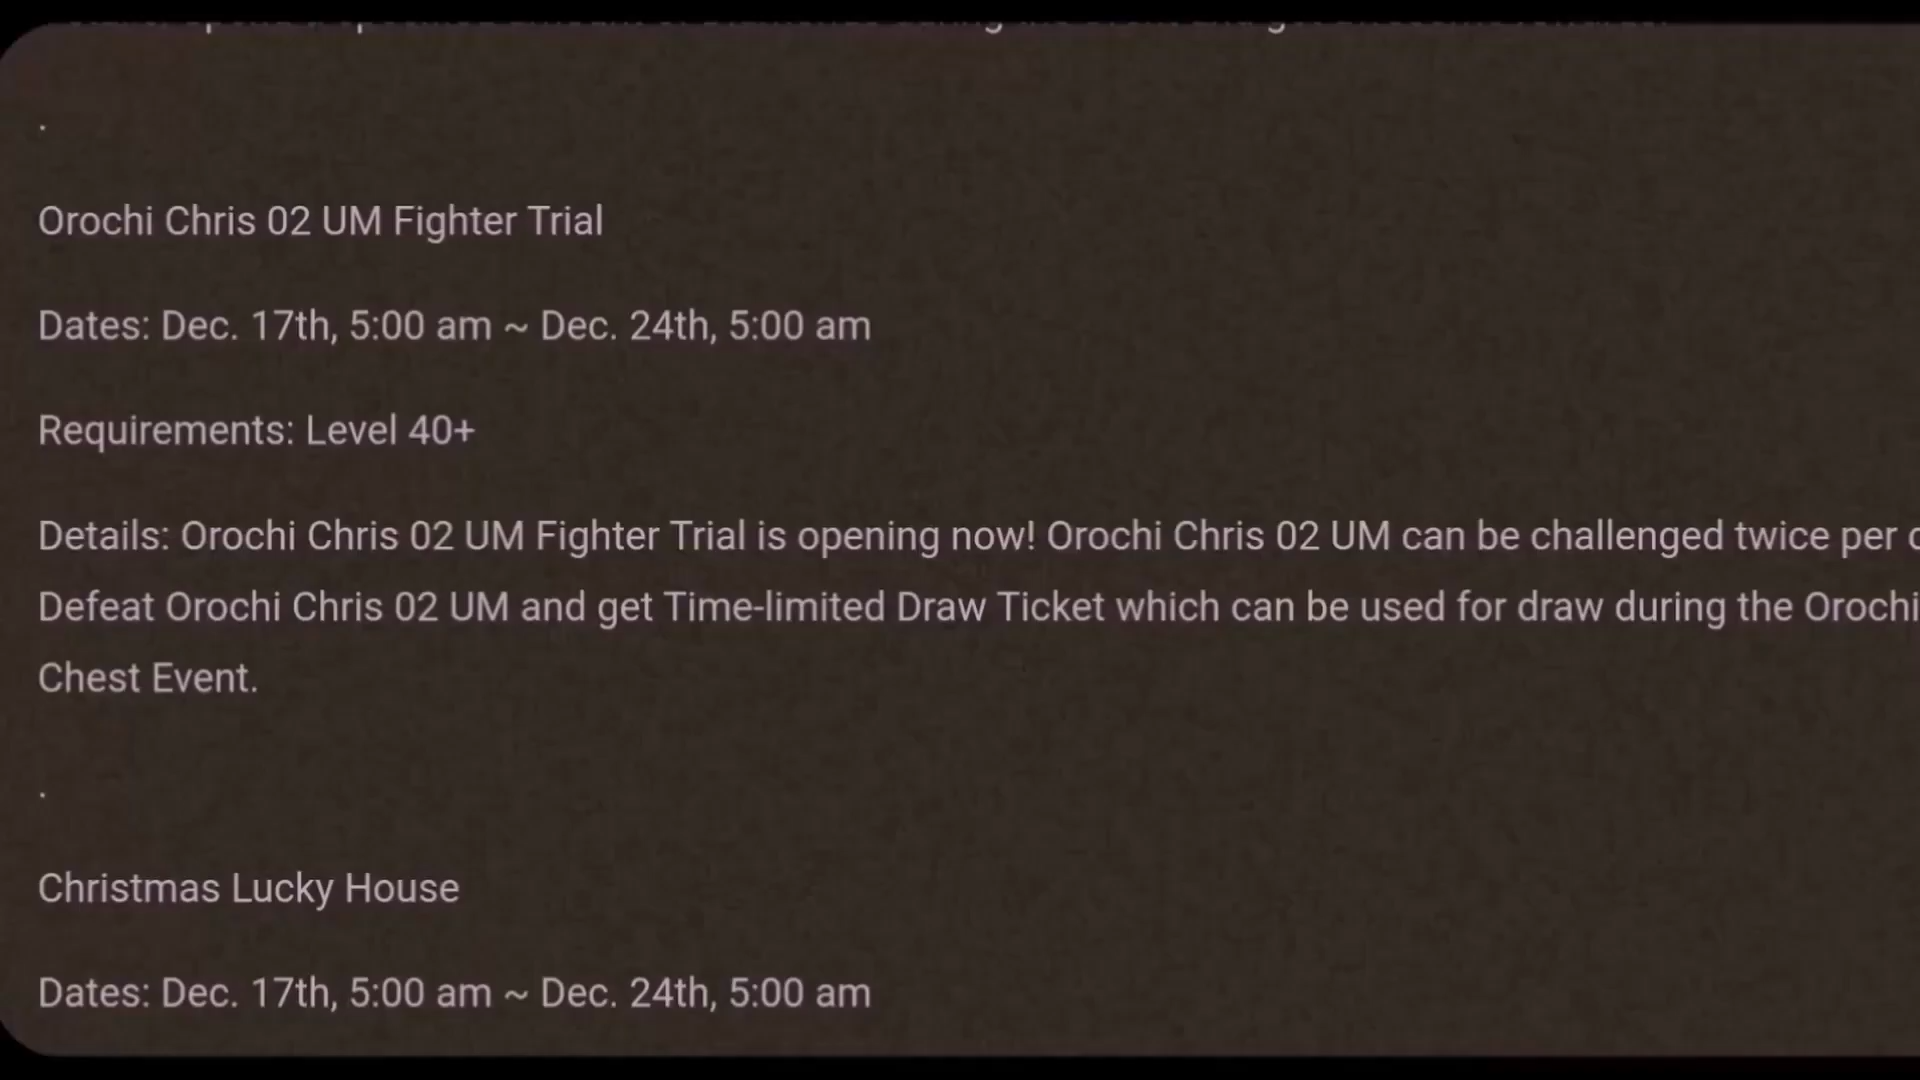 .
Orochi Chris 02 UM Fighter Trial
Dates: Dec. 17th, 5:00 am ~ Dec. 24th, 5:00 am
Requirements: Level 40+
Details: Orochi Chris 02 UM Fighter Trial is opening now! Orochi Chris 02 UM can be challenged twice per
Defeat Orochi Chris 02 UM and get Time-limited Draw Ticket which can be used for draw during the Orochi
Chest Event.
.
Christmas Lucky House
Dates: Dec. 17th, 5:00 am ~ Dec. 24th, 5:00 am